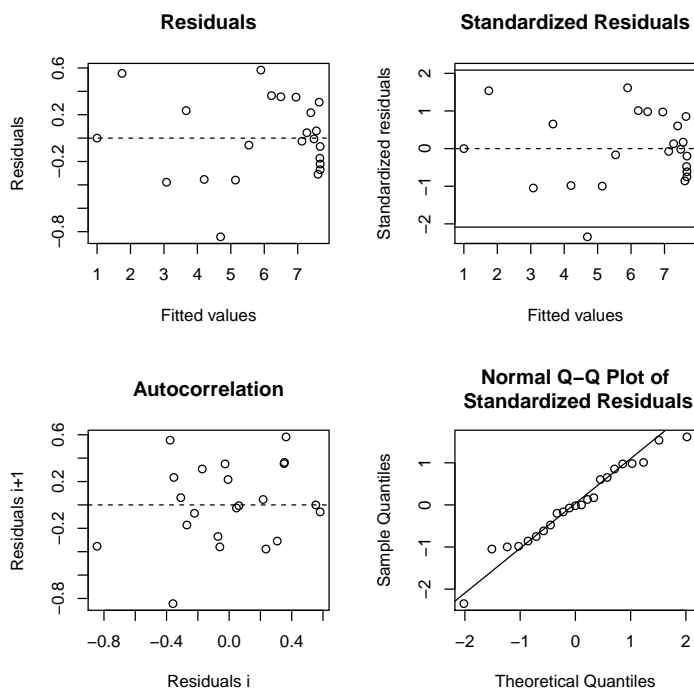 Residuals
Residuals
−0.8
−0.2
0.2
0.6
1 2 3 4 5 6 7
Fitted values
Standardized Residuals
Standardized residuals
−2 −1 0 1 2
1 2 3 4 5 6 7
Fitted values
Autocorrelation
Residuals i+1
−0.8
−0.2
0.2
0.6
−0.8 −0.4 0.0 0.4
Residuals i
Normal Q−Q Plot of
Standardized Residuals
Sample Quantiles
−2 −1 0 1
−2 −1 0 1 2
Theoretical Quantiles